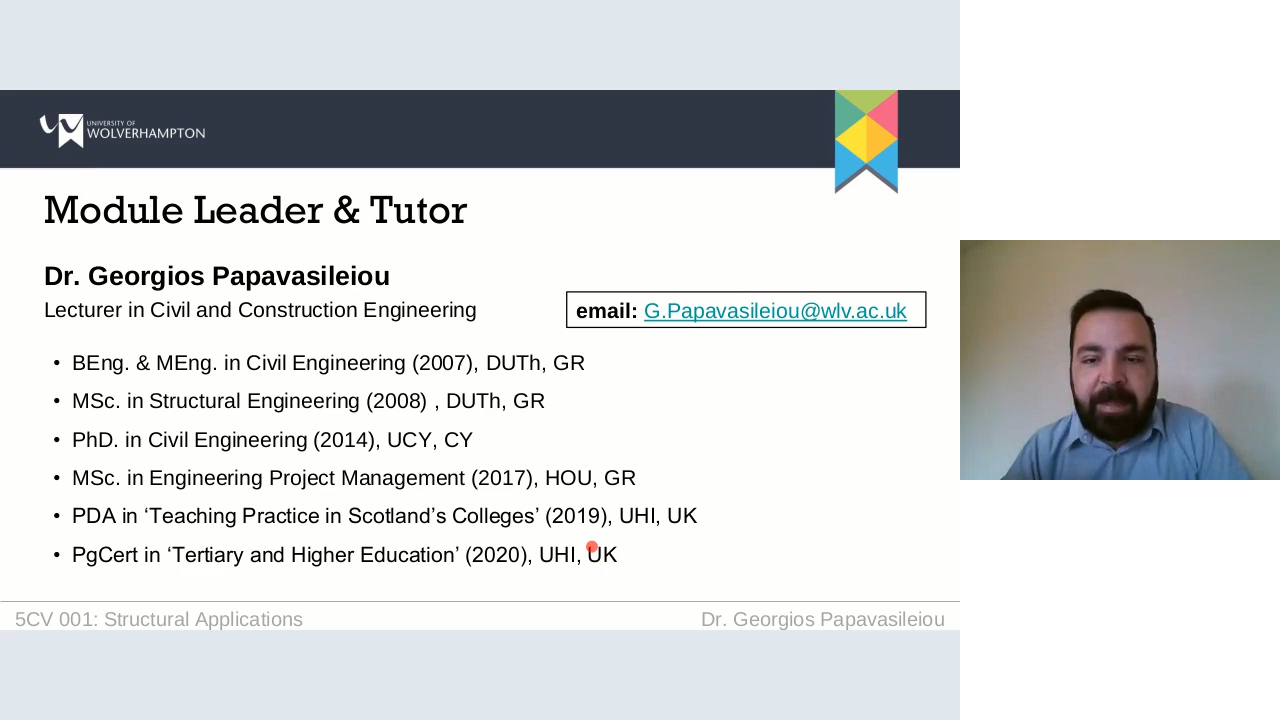 UNIVERSITY OF
WOLVERHAMPTON
Module Leader & Tutor
Dr. Georgios Papavasileiou
Lecturer in Civil and Construction Engineering
email: G.Papavasileiou@wlv.ac.uk
• BEng. & MEng. in Civil Engineering (2007), DUTh, GR
• MSc. in Structural Engineering (2008) , DUTh, GR
• PhD. in Civil Engineering (2014), UCY, CY
• MSc. in Engineering Project Management (2017), HOU, GR
• PDA in ‘Teaching Practice in Scotland’s Colleges’ (2019), UHI, UK
• PgCert in ‘Tertiary and Higher Education’ (2020), UHI, UK
5CV 001: Structural Applications
Dr. Georgios Papavasileiou